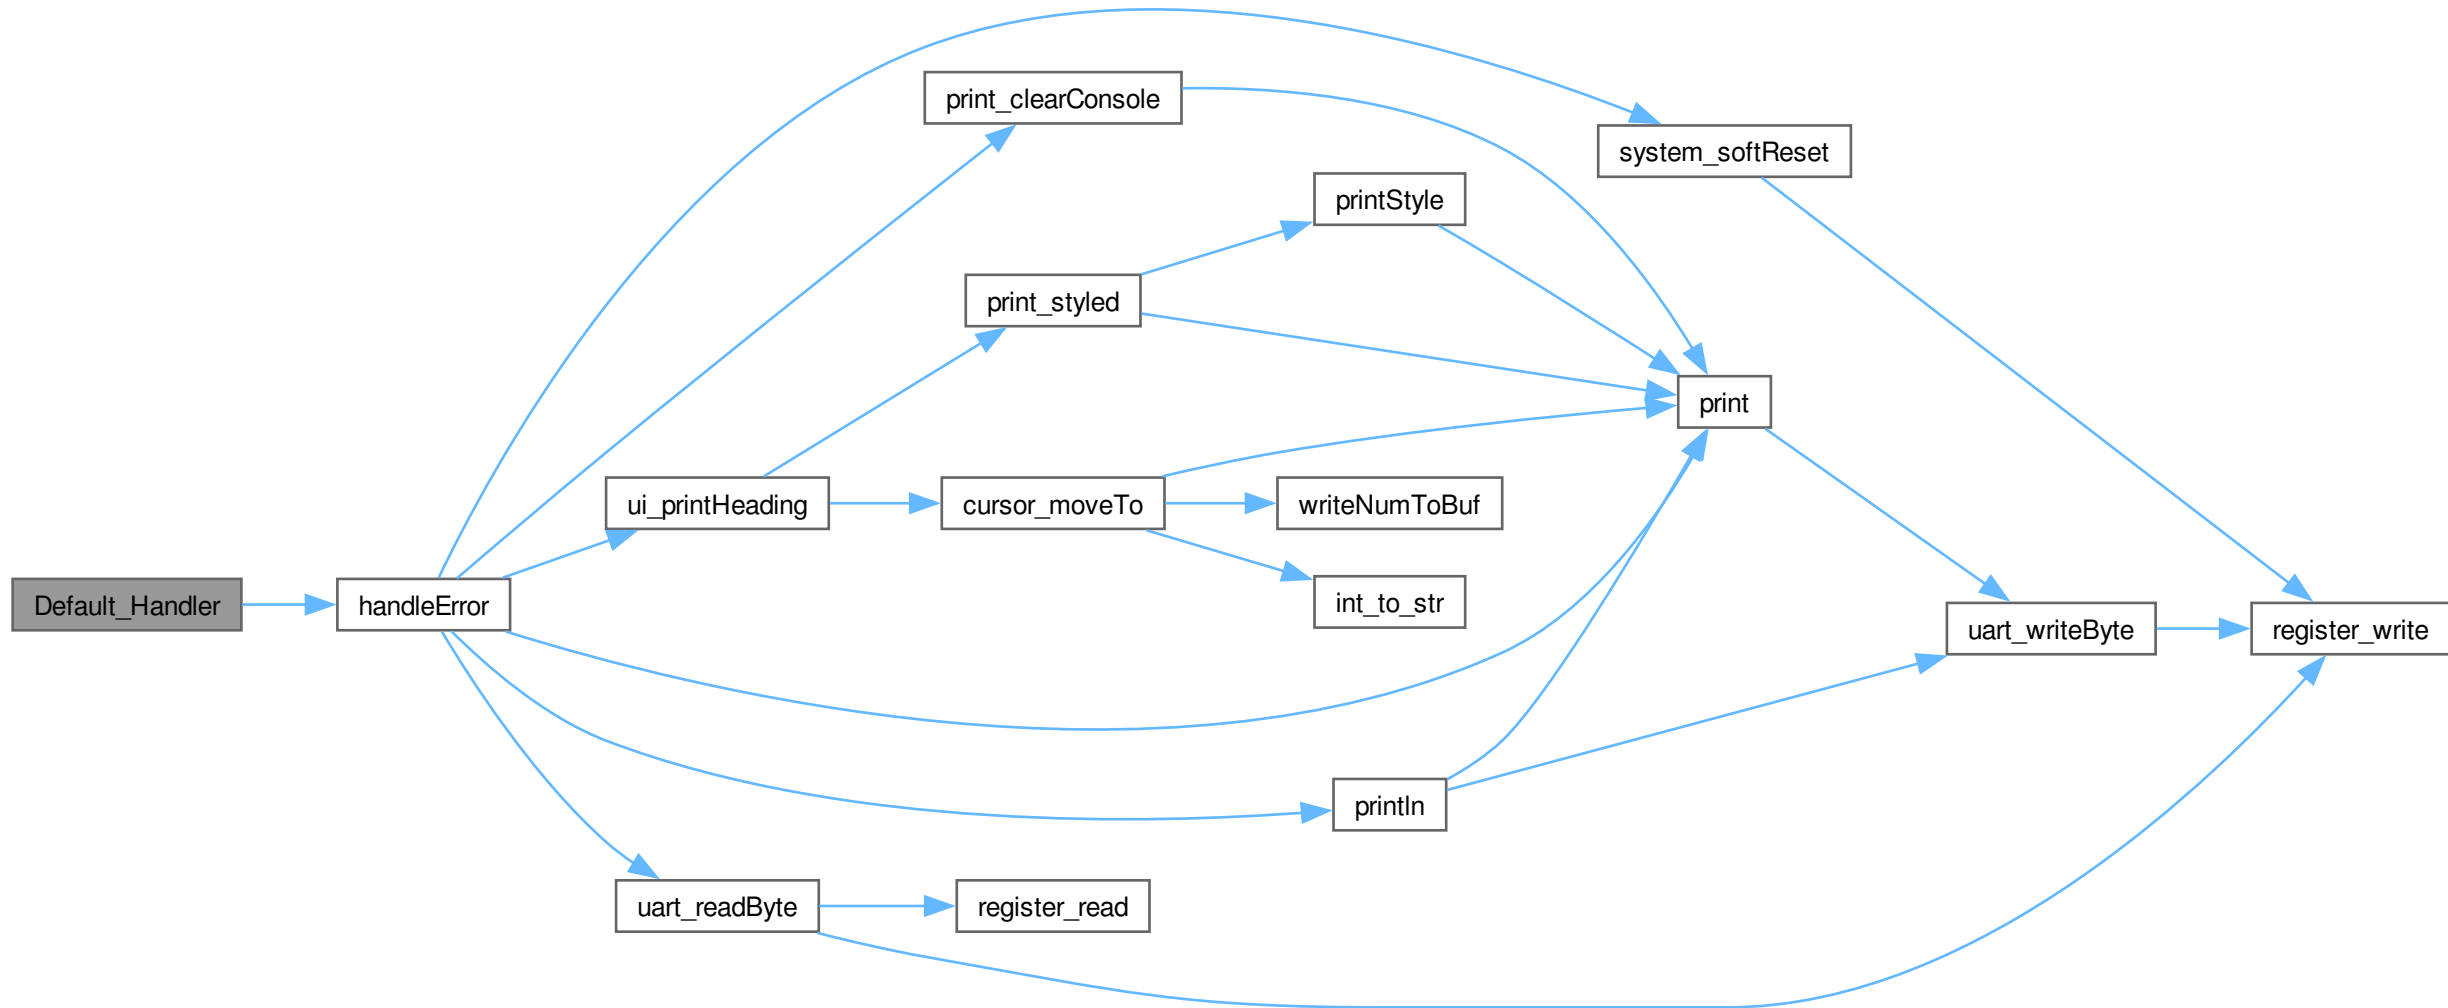 print_clearConsole
system_softReset
printStyle
print_styled
print
ui_printHeading
cursor_moveTo
writeNumToBuf
Default_Handler
handleError
int_to_str
uart_writeByte
register_write
println
uart_readByte
register_read